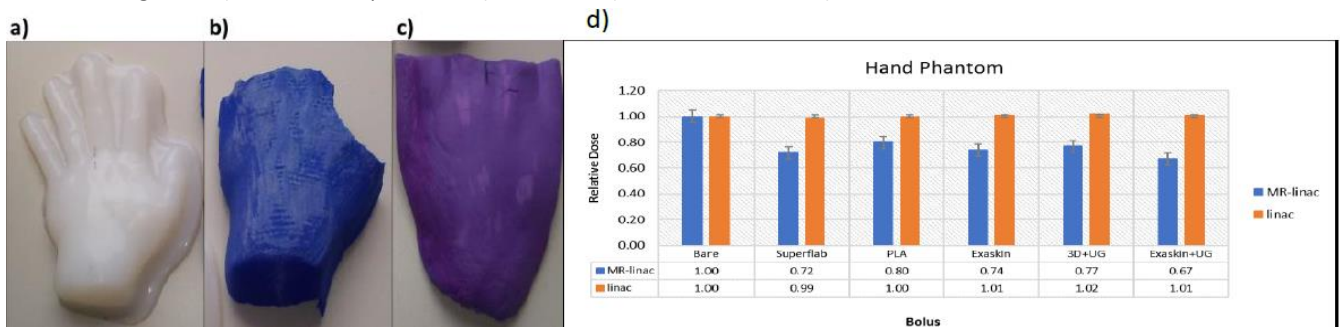 a)
b)
c)
d)
Hand Phantom
Relative Dose
1.20
1.00
0.80
0.60
0.40
0.20
0.00
Bare Superflab PLA Exaskin 3D+UG Exaskin+UG
MR-linac 1.00 0.72 0.80 0.74 0.77 0.67
linac 1.00 0.99 1.00 1.01 1.02 1.01
Bolus
MR-linac
linac